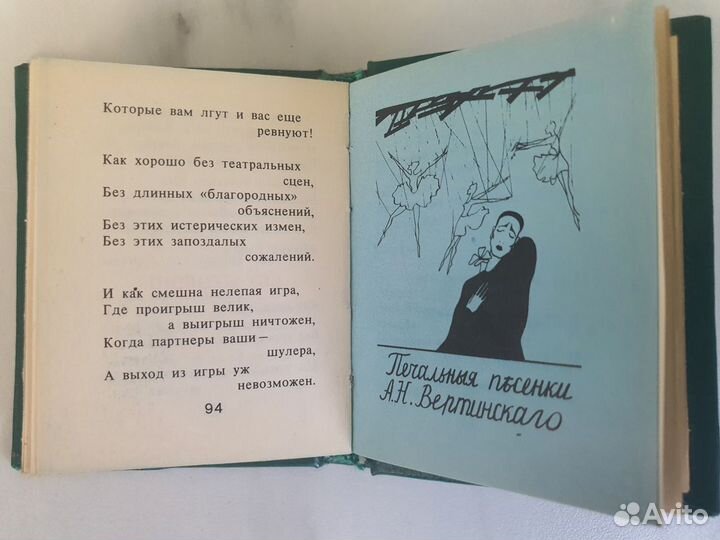 Которые вам лгут и вас еще
ревнуют!
Как хорошо без театральных
сцен,
Без длинных «благородных»
объяснений,
Без этих истерических измен,
Без этих запоздалых
сожалений.
И как смешна нелепая игра,
Где проигрыш велик,
а выигрыш ничтожен,
Когда партнеры ваши —
шулера,
А выход из игры уж
невозможен.
94
Печальныя пѣсенки
А.Н. Вертинскаго
Avito